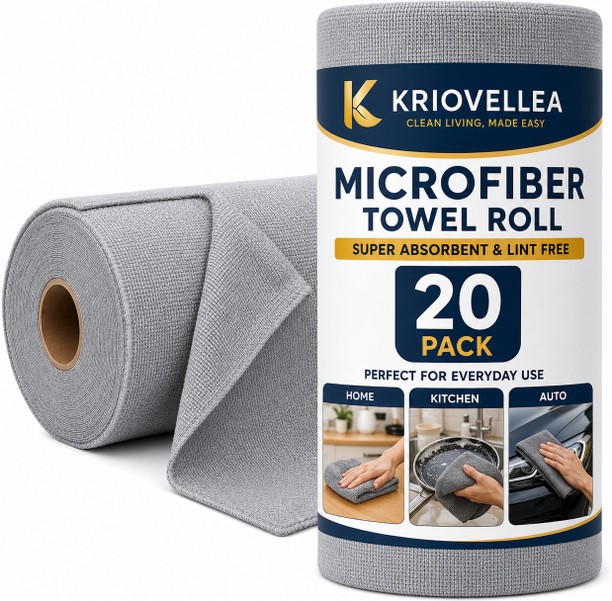 KRIOVELLEA
CLEAN LIVING, MADE EASY
MICROFIBER
TOWEL ROLL
SUPER ABSORBENT & LINT FREE
20
PACK
PERFECT FOR EVERYDAY USE
HOME
KITCHEN
AUTO